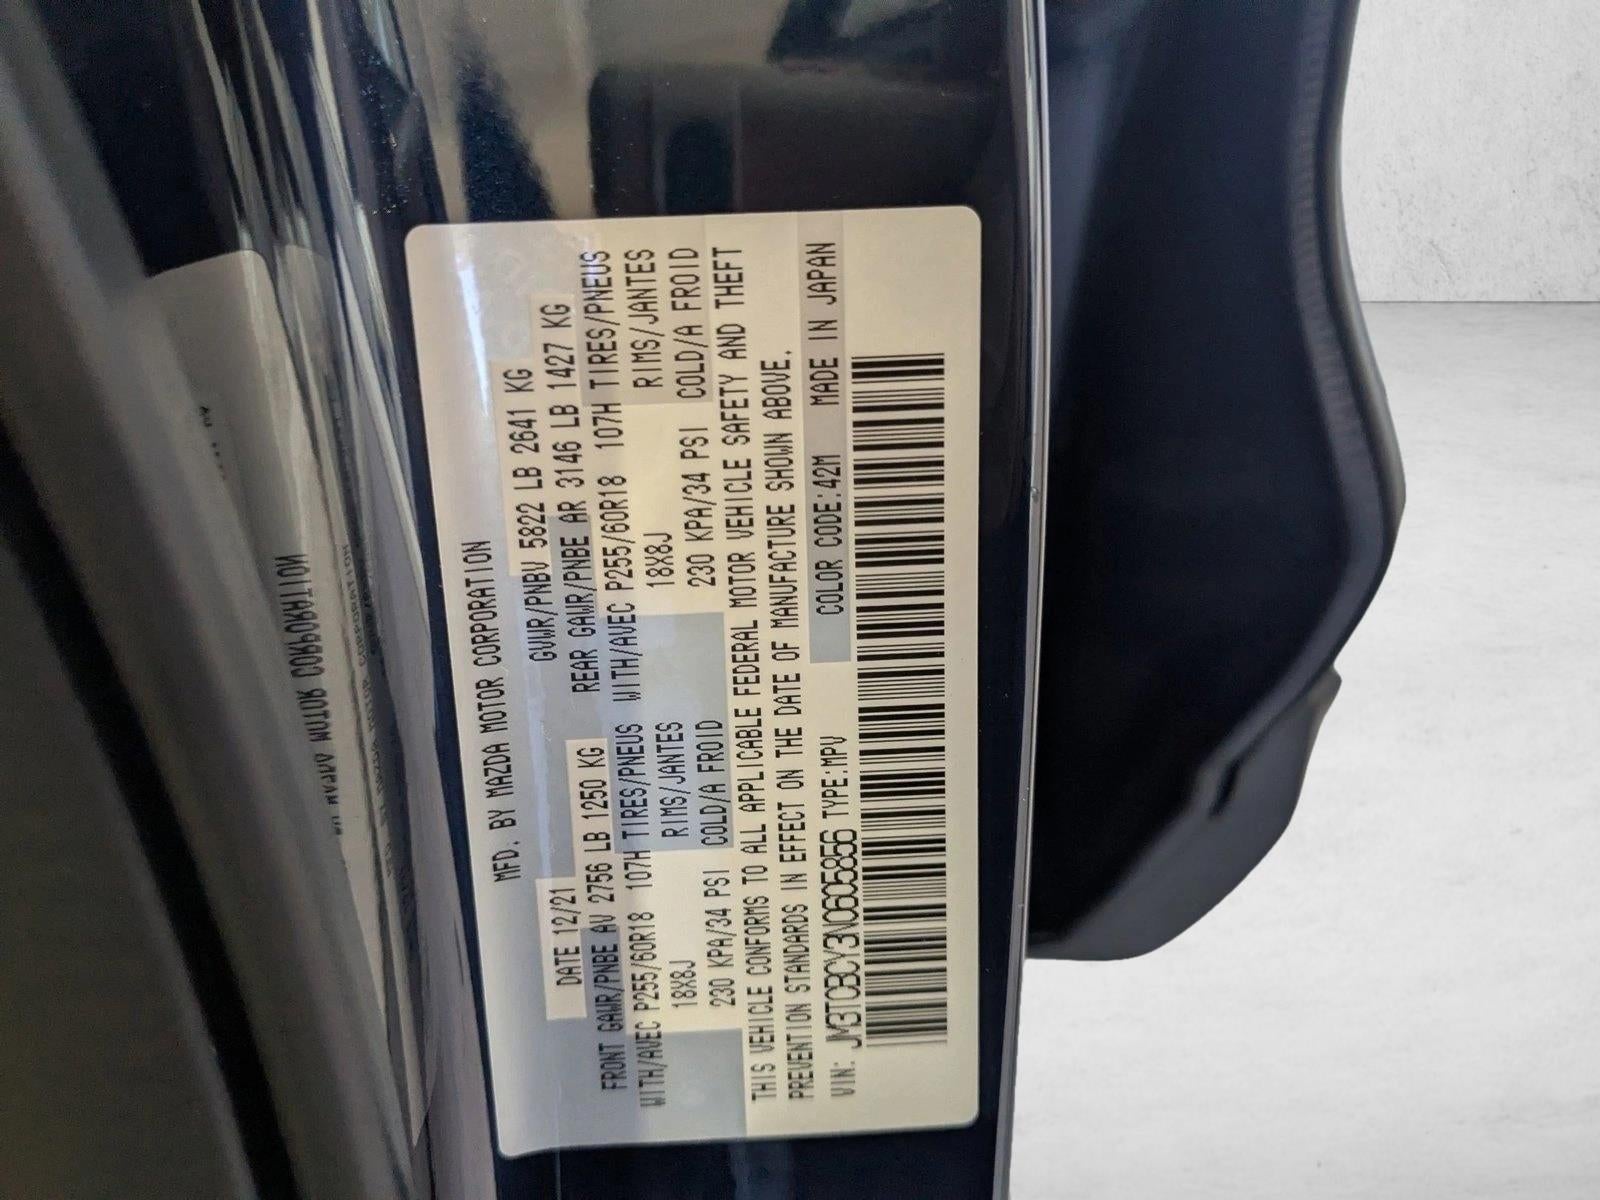 MFD. BY MAZDA MOTOR CORPORATION
DATE 12/21 GVWR/PNBV 5822 LB 2641 KG
FRONT GAWR/PNBE AV 2756 LB 1250 KG REAR GAWR/PNBE AR 3146 LB 1427 KG
WITH/AVEC P255/60R18 107H TIRES/PNEUS WITH/AVEC P255/60R18 107H TIRES/PNEUS
18X8J RIMS/JANTES 18X8J RIMS/JANTES
230 KPA/34 PSI COLD/A FROID 230 KPA/34 PSI COLD/A FROID
THIS VEHICLE CONFORMS TO ALL APPLICABLE FEDERAL MOTOR VEHICLE SAFETY AND THEFT
PREVENTION STANDARDS IN EFFECT ON THE DATE OF MANUFACTURE SHOWN ABOVE.
VIN: JM3TCBCY3N0605856 TYPE:MPV COLOR CODE:42M MADE IN JAPAN